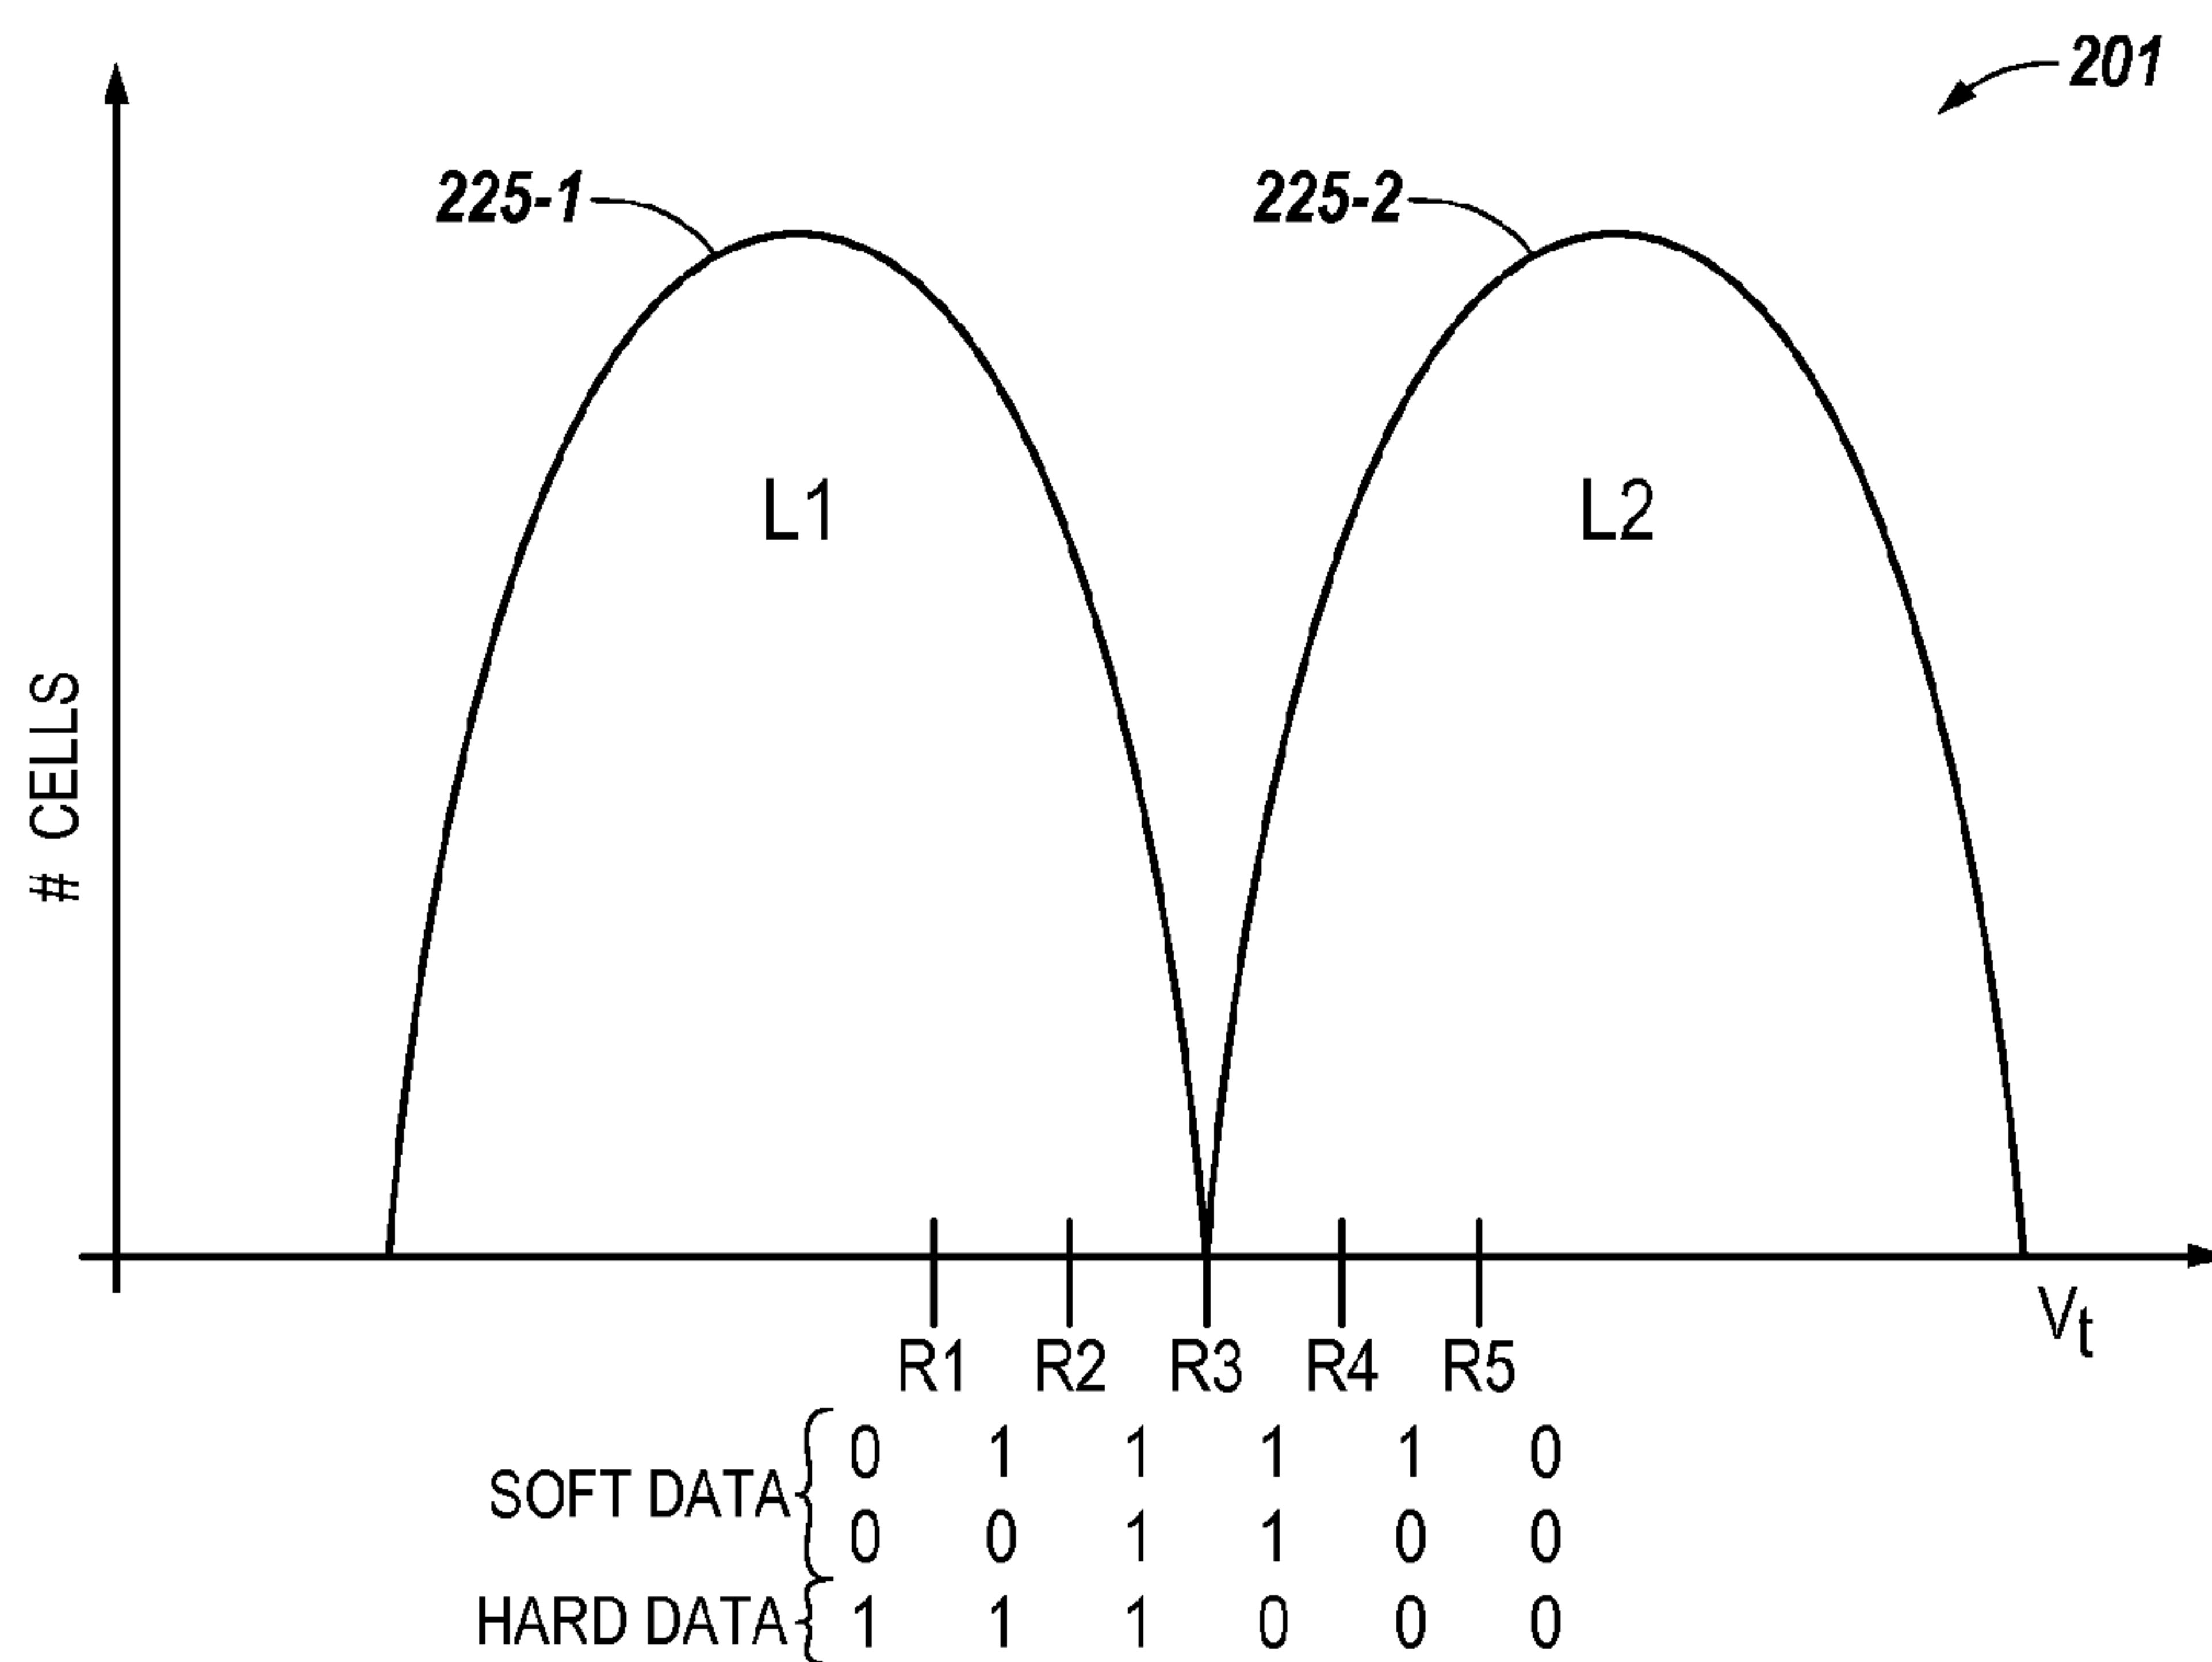 201
225-1 225-2
L1 L2
# CELLS
Vt
R1 R2 R3 R4 R5
SOFT DATA 0 1 1 1 1 0
0 0 1 1 0 0
HARD DATA 1 1 1 0 0 0